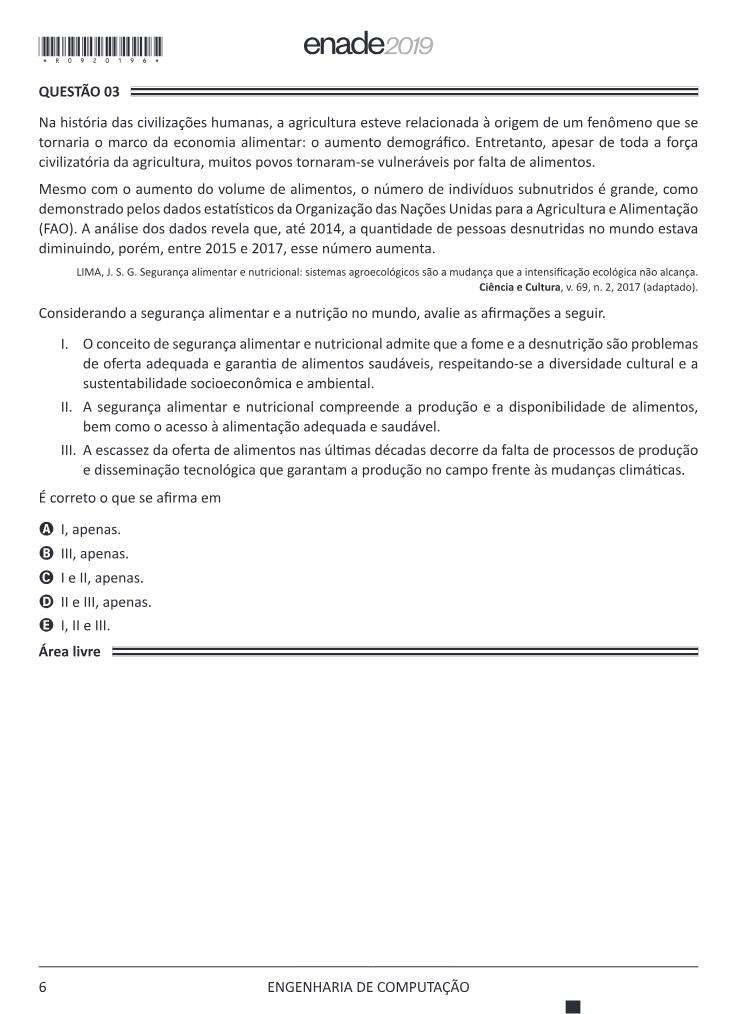 enade2019
*R0920196*
QUESTÃO 03
Na história das civilizações humanas, a agricultura esteve relacionada à origem de um fenômeno que se
tornaria o marco da economia alimentar: o aumento demográfico. Entretanto, apesar de toda a força
civilizatória da agricultura, muitos povos tornaram-se vulneráveis por falta de alimentos.
Mesmo com o aumento do volume de alimentos, o número de indivíduos subnutridos é grande, como
demonstrado pelos dados estatísticos da Organização das Nações Unidas para a Agricultura e Alimentação
(FAO). A análise dos dados revela que, até 2014, a quantidade de pessoas desnutridas no mundo estava
diminuindo, porém, entre 2015 e 2017, esse número aumenta.
LIMA, J. S. G. Segurança alimentar e nutricional: sistemas agroecológicos são a mudança que a intensificação ecológica não alcança.
Ciência e Cultura, v. 69, n. 2, 2017 (adaptado).
Considerando a segurança alimentar e a nutrição no mundo, avalie as afirmações a seguir.
I. O conceito de segurança alimentar e nutricional admite que a fome e a desnutrição são problemas
de oferta adequada e garantia de alimentos saudáveis, respeitando-se a diversidade cultural e a
sustentabilidade socioeconômica e ambiental.
II. A segurança alimentar e nutricional compreende a produção e a disponibilidade de alimentos,
bem como o acesso à alimentação adequada e saudável.
III. A escassez da oferta de alimentos nas últimas décadas decorre da falta de processos de produção
e disseminação tecnológica que garantam a produção no campo frente às mudanças climáticas.
É correto o que se afirma em
A I, apenas.
B III, apenas.
C I e II, apenas.
D II e III, apenas.
E I, II e III.
Área livre
6 ENGENHARIA DE COMPUTAÇÃO